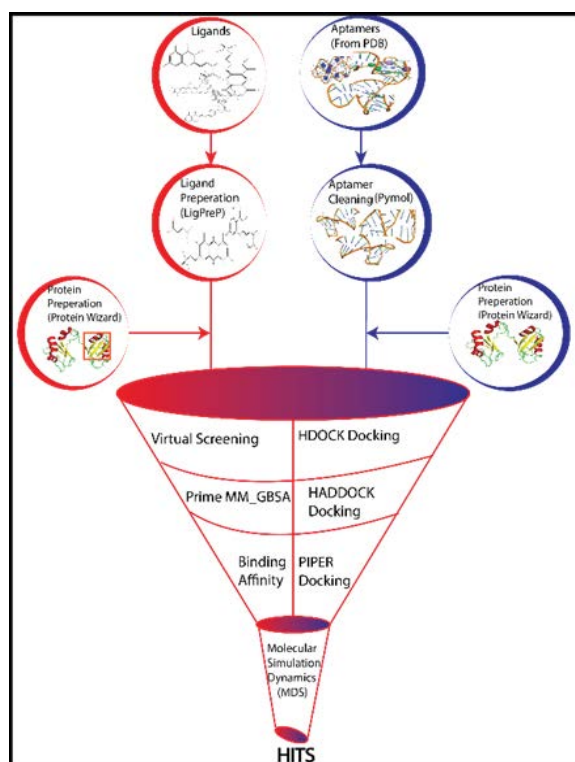 Ligands
Aptamers
(From PDB)
Ligand
Preparation
(LigPreP)
Aptamer
Cleaning (Pymol)
Protein
Preperation
(Protein Wizard)
Protein
Preperation
(Protein Wizard)
Virtual Screening
HDOCK Docking
Prime MM_GBSA
HADDOCK
Docking
Binding
Affinity
PIPER
Docking
Molecular
Simulation
Dynamics
(MDS)
HITS